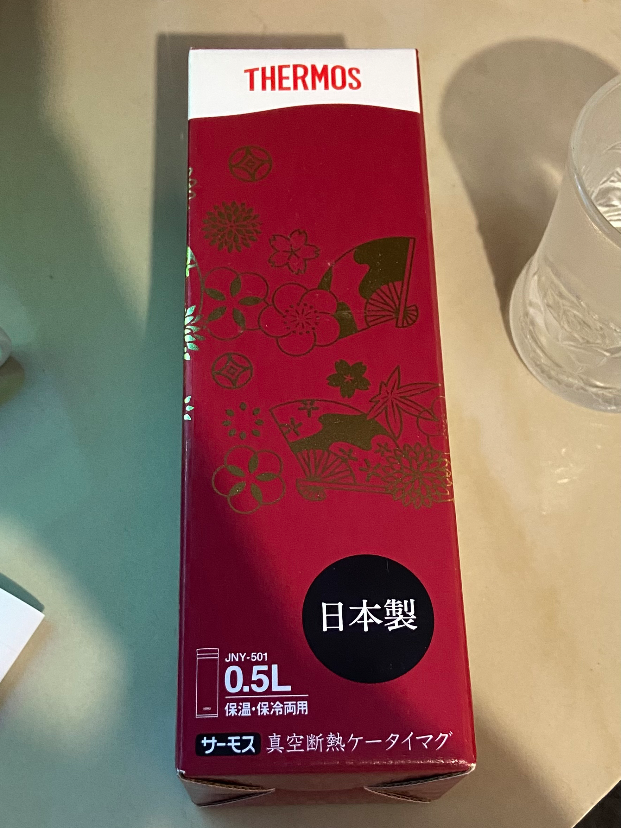 THERMOS
日本製
JNY-501
0.5L
保温・保冷両用
サーモス 真空断熱ケータイマグ